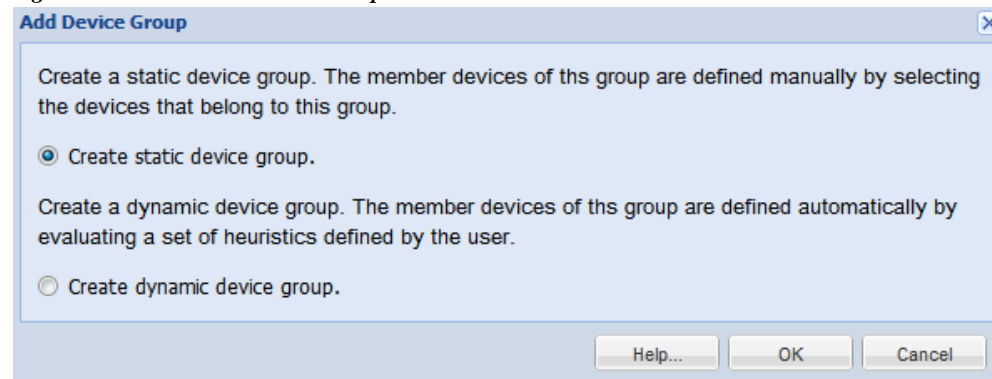 Add Device Group
Create a static device group. The member devices of ths group are defined manually by selecting
the devices that belong to this group.
Create static device group.
Create a dynamic device group. The member devices of ths group are defined automatically by
evaluating a set of heuristics defined by the user.
Create dynamic device group.
Help... OK Cancel